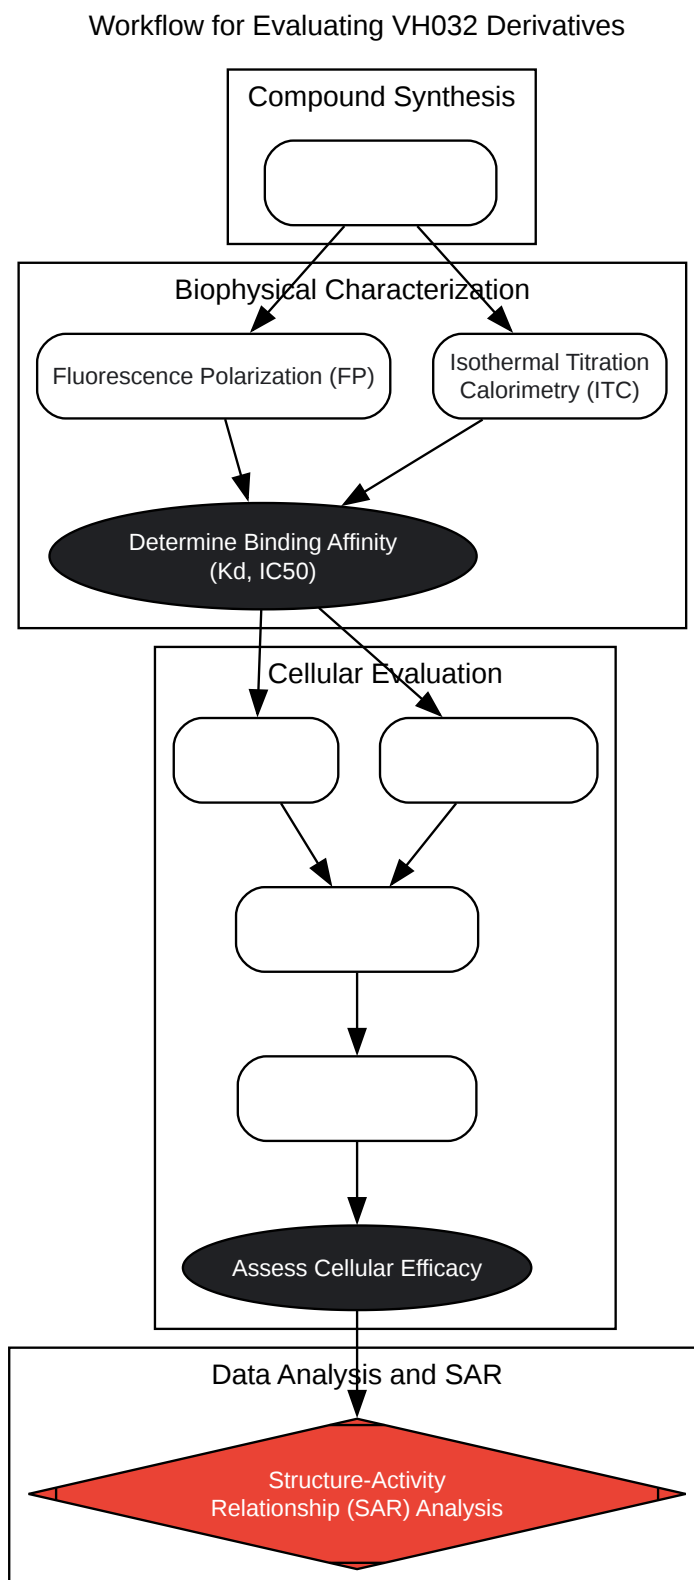 Workflow for Evaluating VH032 Derivatives
Compound Synthesis
Biophysical Characterization
Fluorescence Polarization (FP)
Isothermal Titration
Calorimetry (ITC)
Determine Binding Affinity
(Kd, IC50)
Cellular Evaluation
Assess Cellular Efficacy
Data Analysis and SAR
Structure-Activity
Relationship (SAR) Analysis